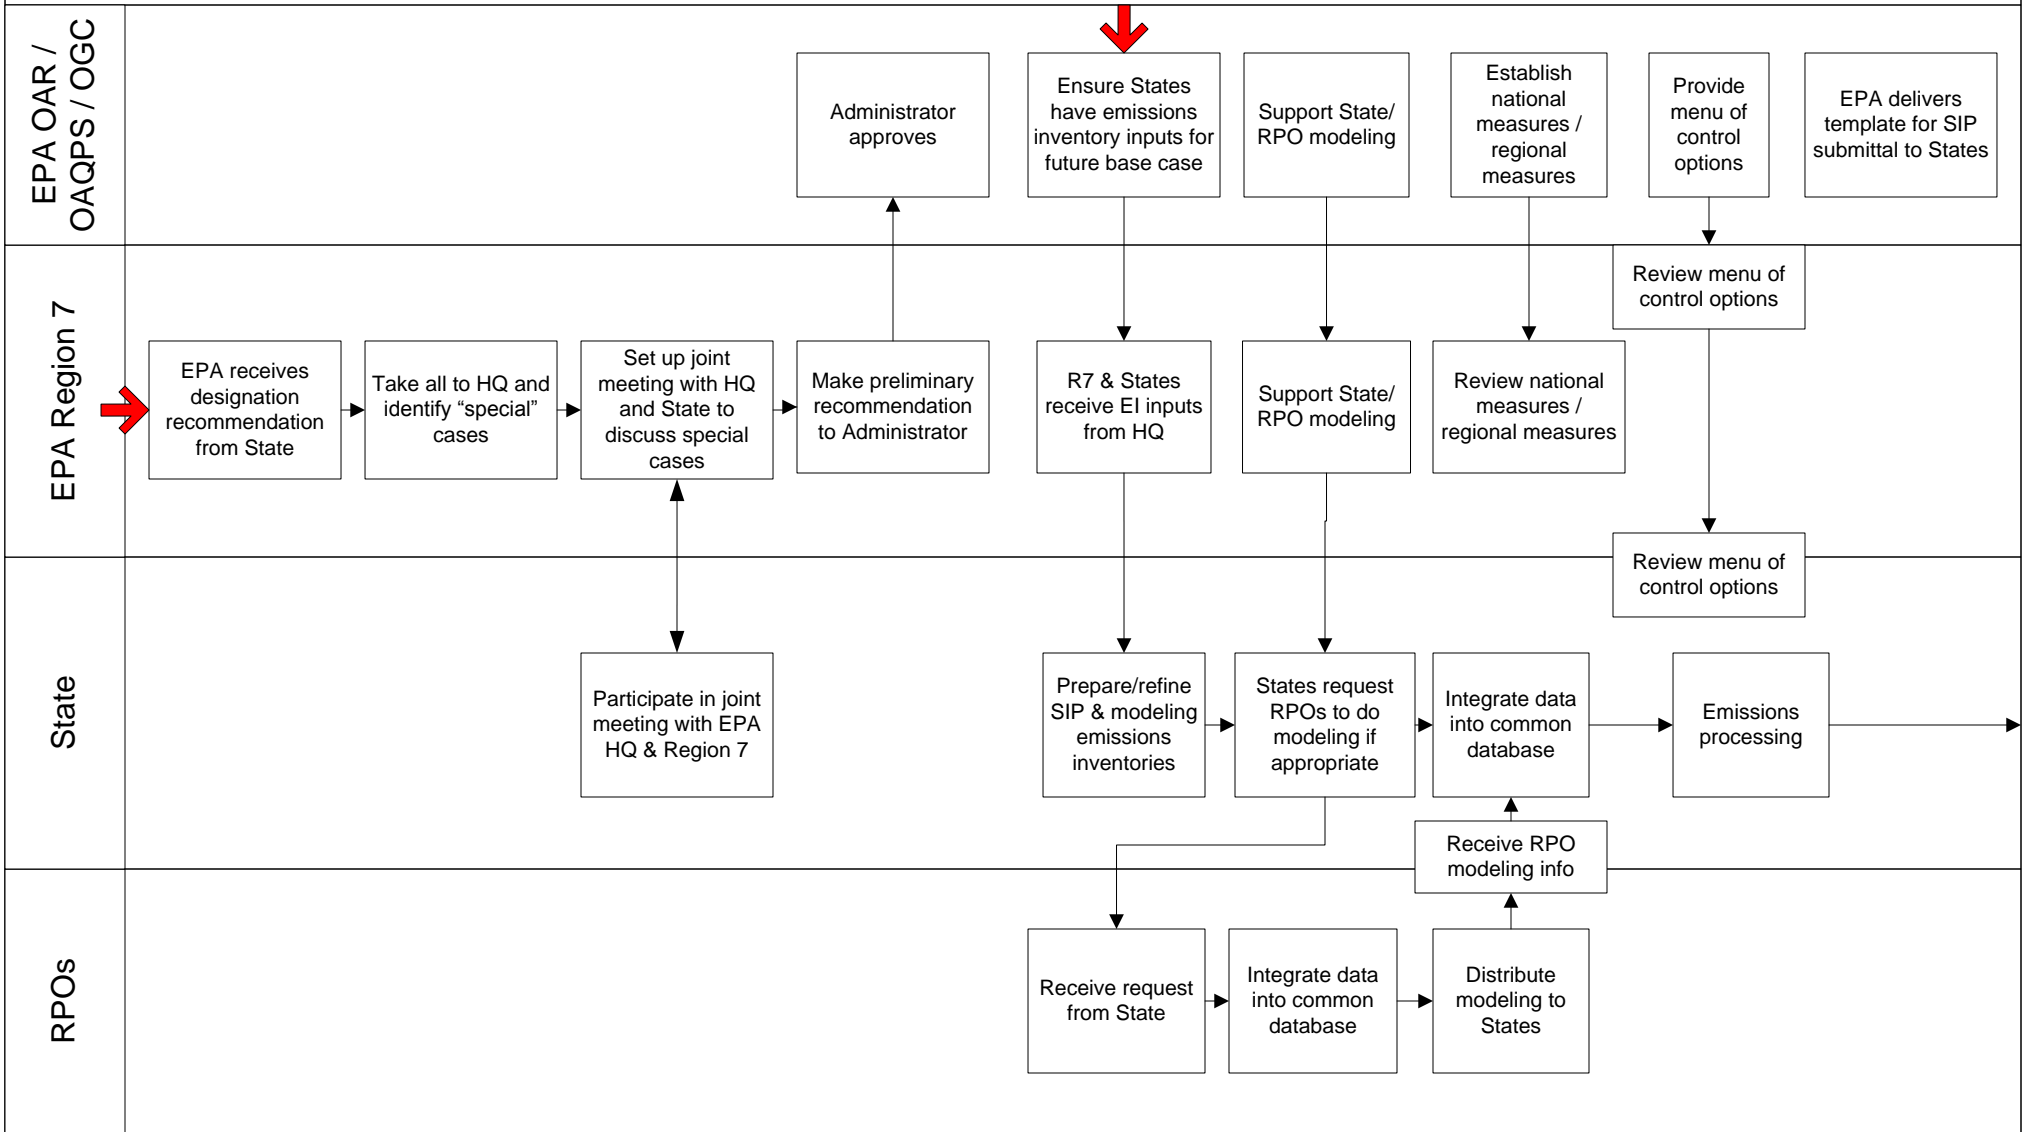 EPA OAR /
OAQPS / OGC
Administrator
approves
Ensure States
have emissions
inventory inputs for
future base case
Support State/
RPO modeling
Establish
national
measures /
regional
measures
Provide
menu of
control
options
EPA delivers
template for SIP
submittal to States
EPA Region 7
EPA receives
designation
recommendation
from State
Take all to HQ and
identify “special”
cases
Set up joint
meeting with HQ
and State to
discuss special
cases
Make preliminary
recommendation
to Administrator
R7 & States
receive EI inputs
from HQ
Support State/
RPO modeling
Review national
measures /
regional measures
Review menu of
control options
State
Review menu of
control options
Participate in joint
meeting with EPA
HQ & Region 7
Prepare/refine
SIP & modeling
emissions
inventories
States request
RPOs to do
modeling if
appropriate
Integrate data
into common
database
Emissions
processing
Receive RPO
modeling info
RPOs
Receive request
from State
Integrate data
into common
database
Distribute
modeling to
States